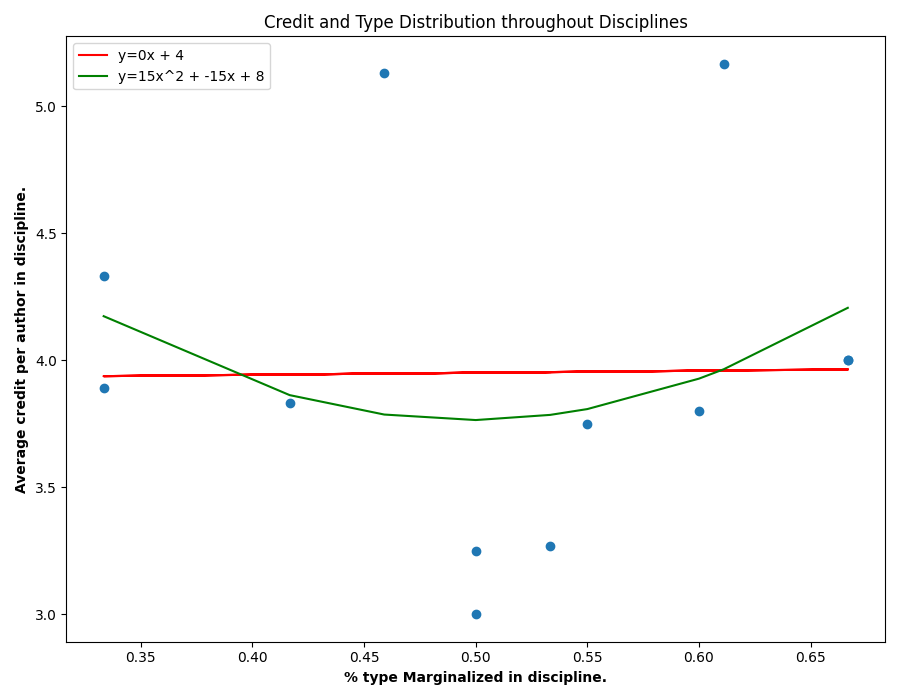 Credit and Type Distribution throughout Disciplines
y=0x + 4
y=15x^2 + -15x + 8
Average credit per author in discipline.
5.0
4.5
4.0
3.5
3.0
0.35 0.40 0.45 0.50 0.55 0.60 0.65
% type Marginalized in discipline.